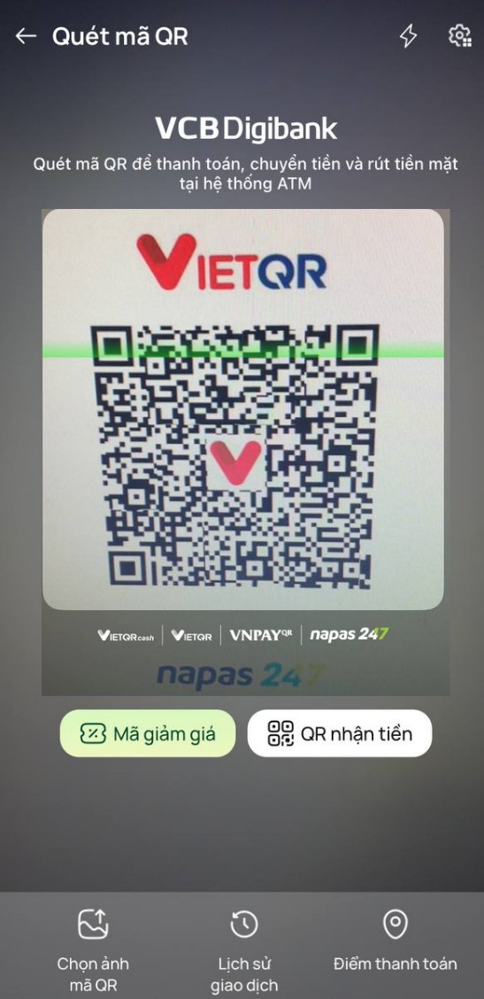 Quét mã QR
VCB Digibank
Quét mã QR để thanh toán, chuyển tiền và rút tiền mặt
tại hệ thống ATM
VIETQR
VIETQRcash VIETQR VNPAYQR napas 247
napas 247
Mã giảm giá QR nhận tiền
Chọn ảnh
mã QR
Lịch sử
giao dịch
Điểm thanh toán